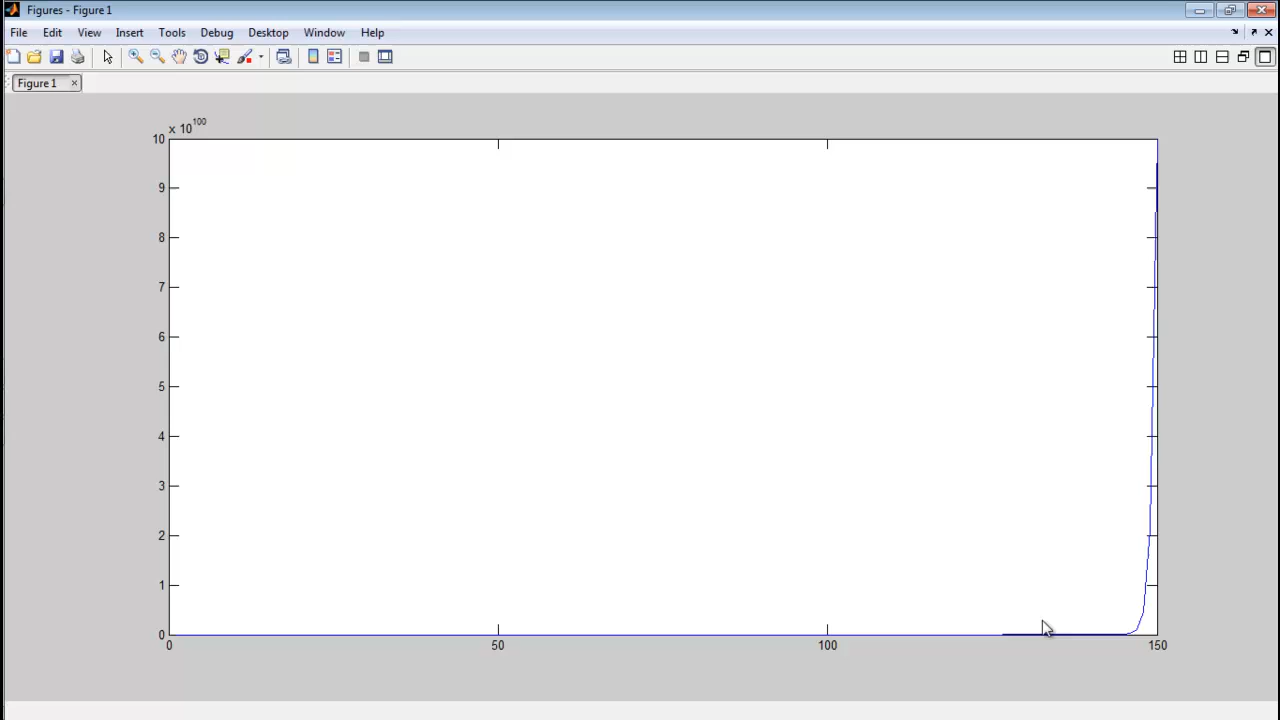 Figures - Figure 1
File Edit View Insert Tools Debug Desktop Window Help
Figure 1
x 10^100
10
9
8
7
6
5
4
3
2
1
0
0 50 100 150